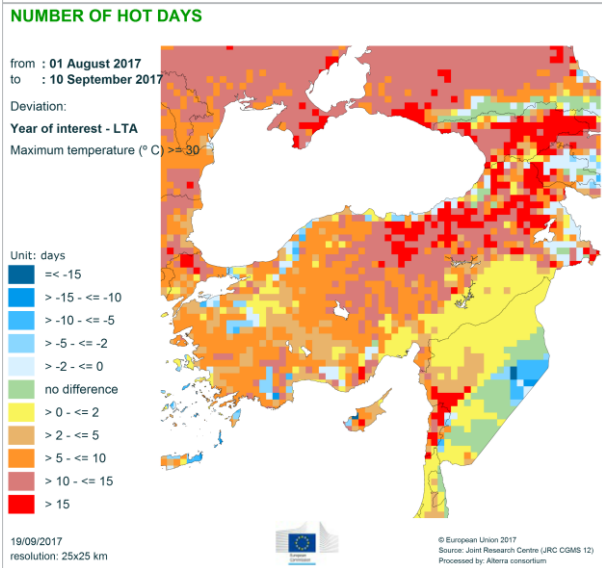 NUMBER OF HOT DAYS
from : 01 August 2017
to : 10 September 2017
Deviation:
Year of interest - LTA
Maximum temperature (º C) >= 30
Unit: days
=< -15
> -15 - <= -10
> -10 - <= -5
> -5 - <= -2
> -2 - <= 0
no difference
> 0 - <= 2
> 2 - <= 5
> 5 - <= 10
> 10 - <= 15
> 15
19/09/2017
resolution: 25x25 km
European
Commission
© European Union 2017
Source: Joint Research Centre (JRC CGMS 12)
Processed by: Alterra consortium